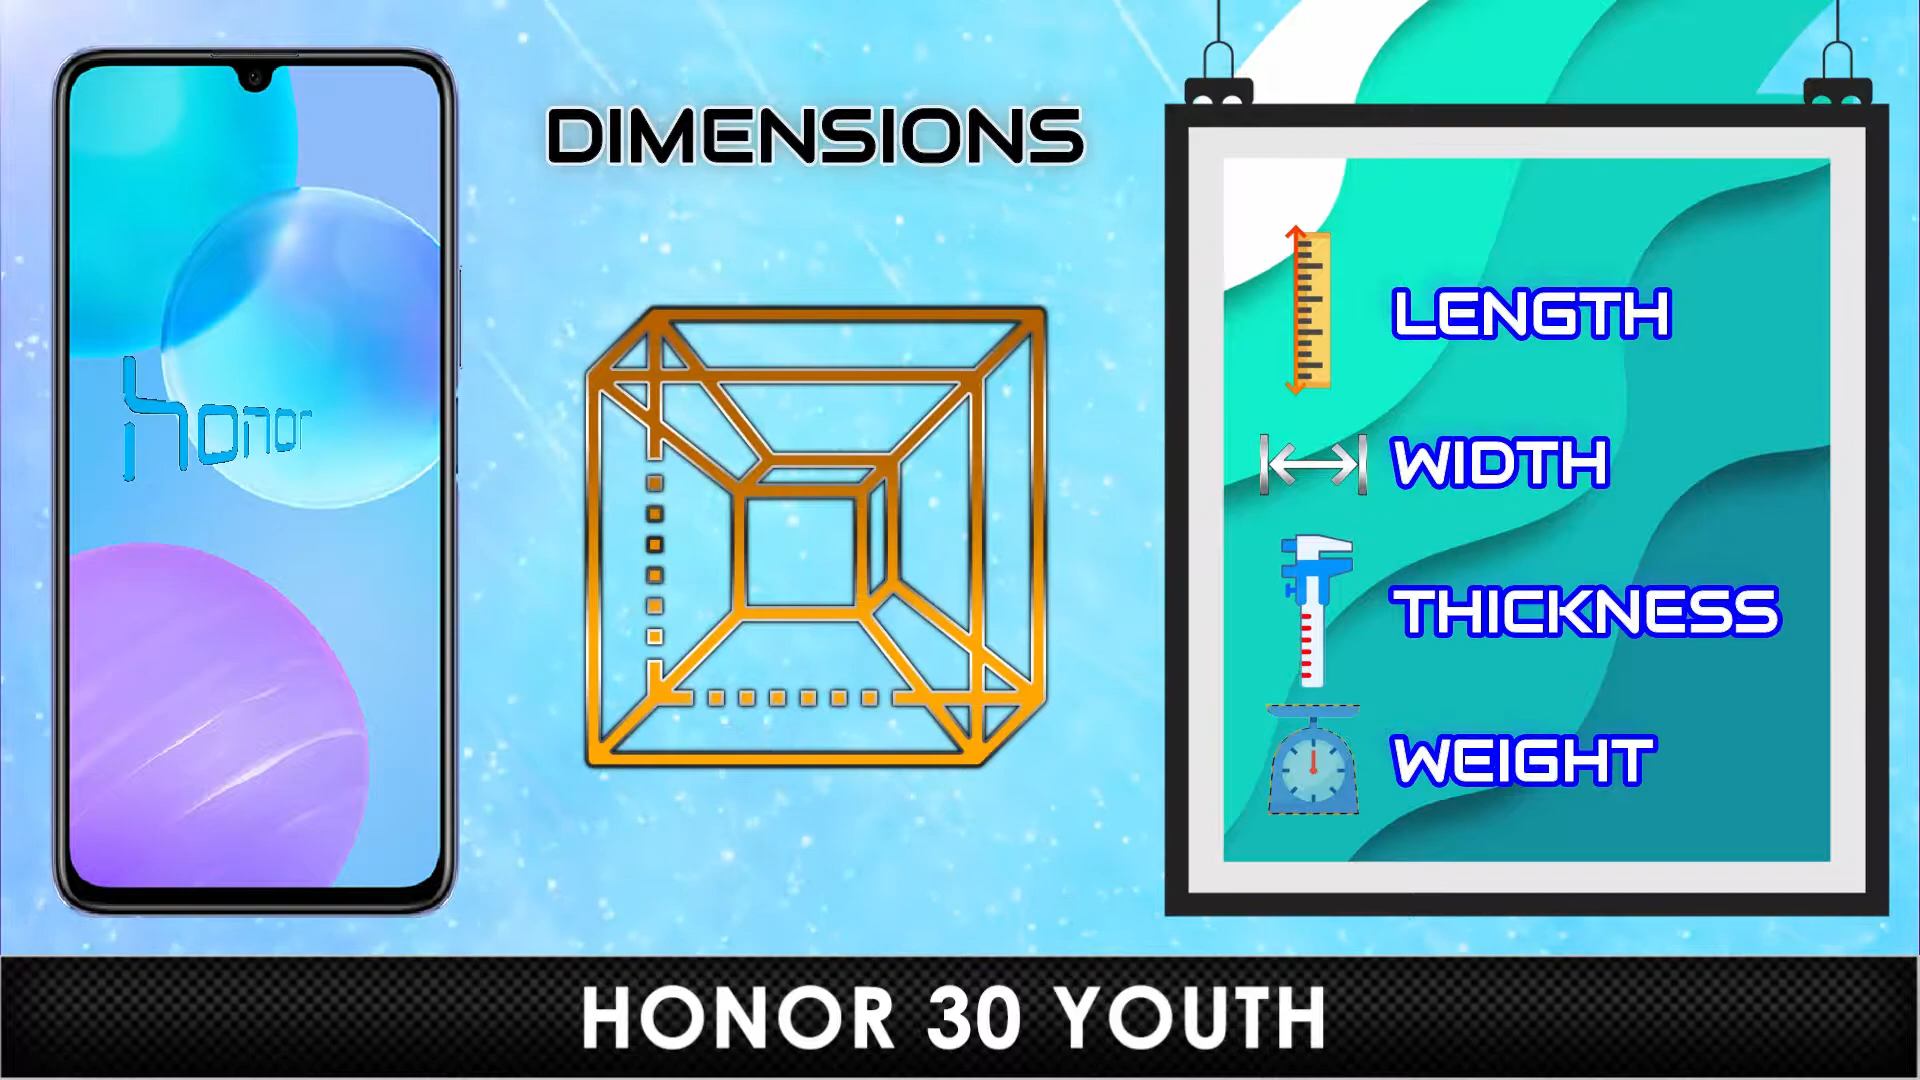 DIMENSIONS
honor
LENGTH
WIDTH
THICKNESS
WEIGHT
HONOR 30 YOUTH